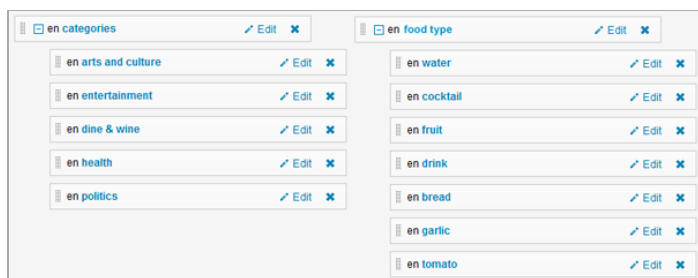 en categories Edit
en arts and culture Edit
en entertainment Edit
en dine & wine Edit
en health Edit
en politics Edit
en food type Edit
en water Edit
en cocktail Edit
en fruit Edit
en drink Edit
en bread Edit
en garlic Edit
en tomato Edit